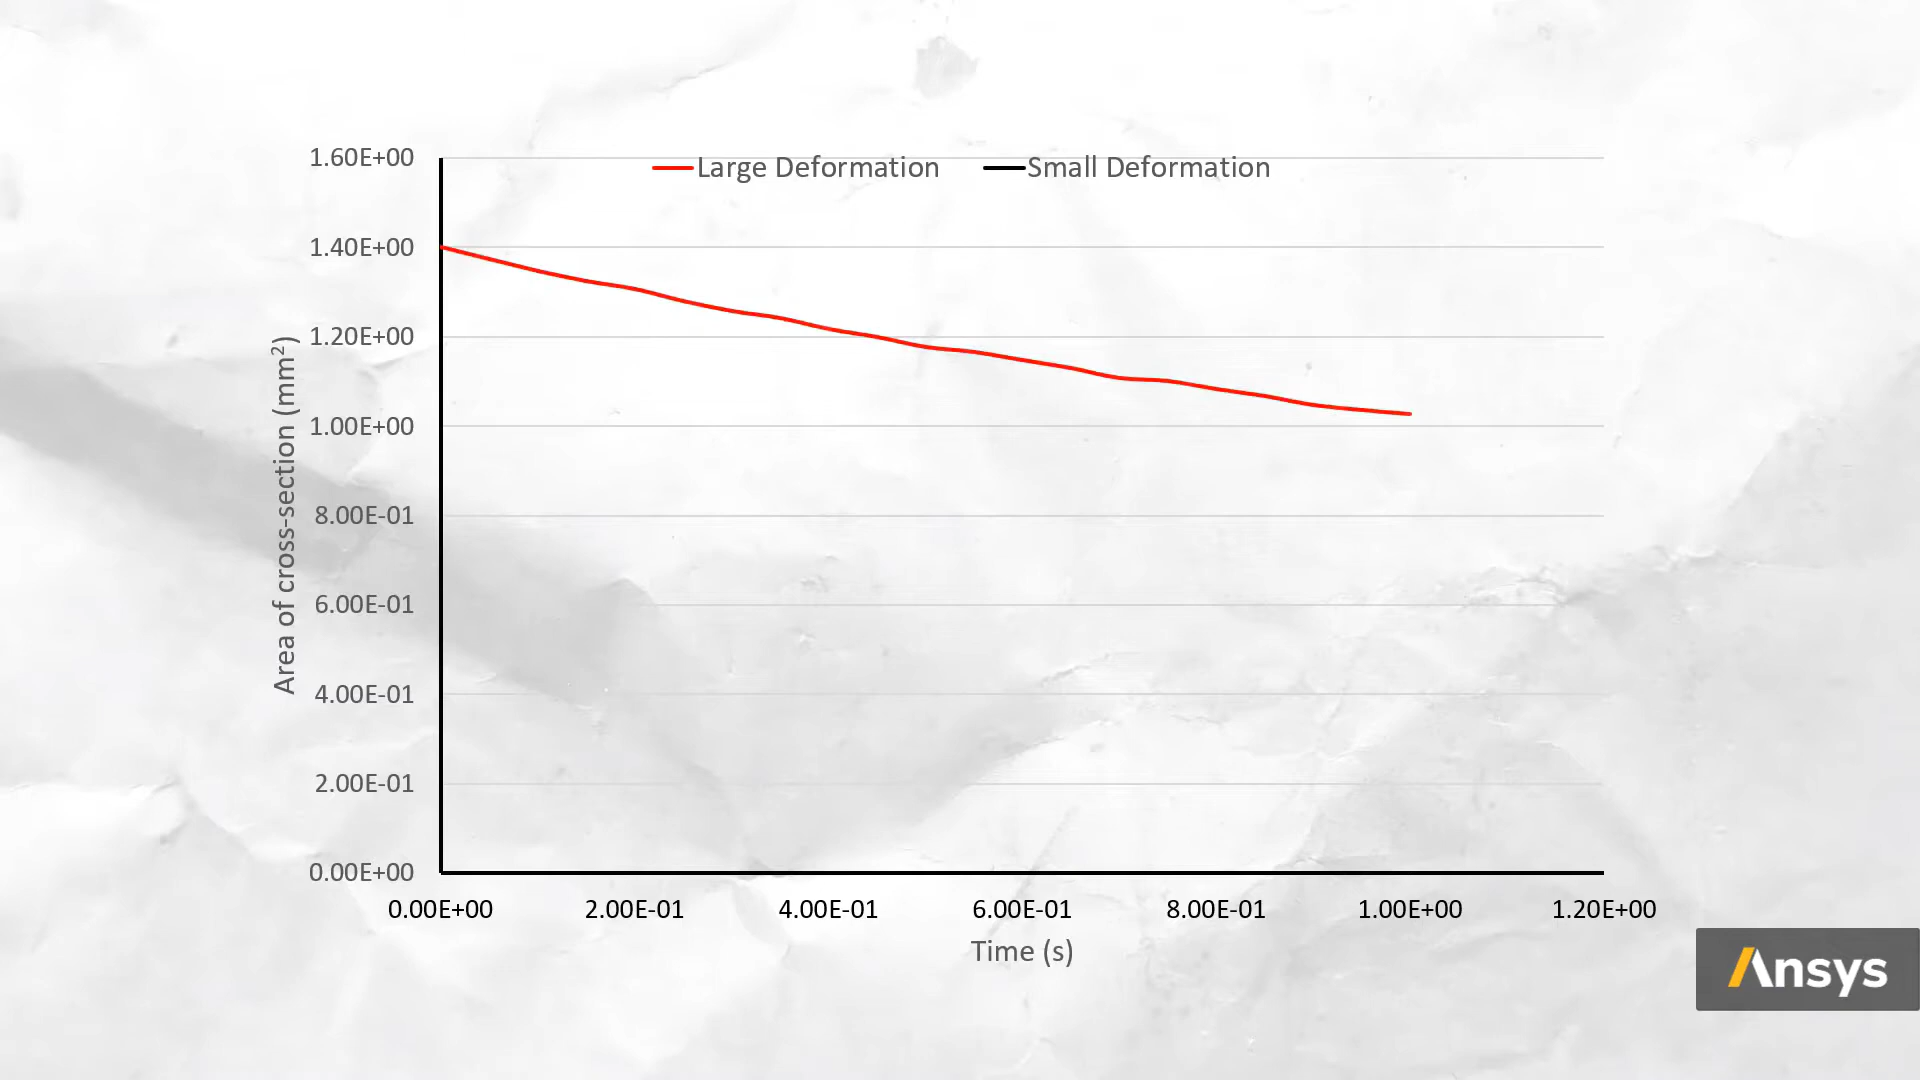 Large Deformation
Small Deformation
1.60E+00
1.40E+00
1.20E+00
1.00E+00
8.00E-01
6.00E-01
4.00E-01
2.00E-01
0.00E+00
Area of cross-section (mm²)
0.00E+00 2.00E-01 4.00E-01 6.00E-01 8.00E-01 1.00E+00 1.20E+00
Time (s)
Ansys